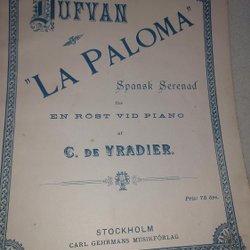 DUFVAN
"LA PALOMA"
Spansk Serenad
för
EN RÖST VID PIANO
af
C. DE YRADIER.
Pris: 75 öre.
STOCKHOLM
CARL GEHRMANS MUSIKFÖRLAG